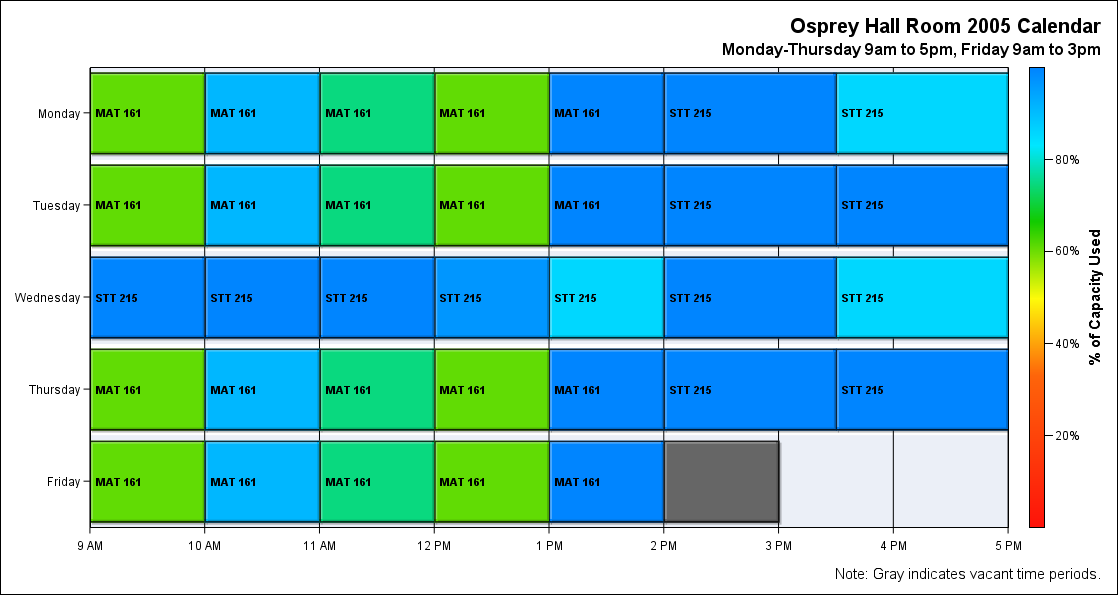 Osprey Hall Room 2005 Calendar
Monday-Thursday 9am to 5pm, Friday 9am to 3pm
Monday MAT 161 MAT 161 MAT 161 MAT 161 MAT 161 STT 215 STT 215
80%
Tuesday MAT 161 MAT 161 MAT 161 MAT 161 MAT 161 STT 215 STT 215
60%
Wednesday STT 215 STT 215 STT 215 STT 215 STT 215 STT 215 STT 215
% of Capacity Used
40%
Thursday MAT 161 MAT 161 MAT 161 MAT 161 MAT 161 STT 215 STT 215
20%
Friday MAT 161 MAT 161 MAT 161 MAT 161 MAT 161
9 AM 10 AM 11 AM 12 PM 1 PM 2 PM 3 PM 4 PM 5 PM
Note: Gray indicates vacant time periods.